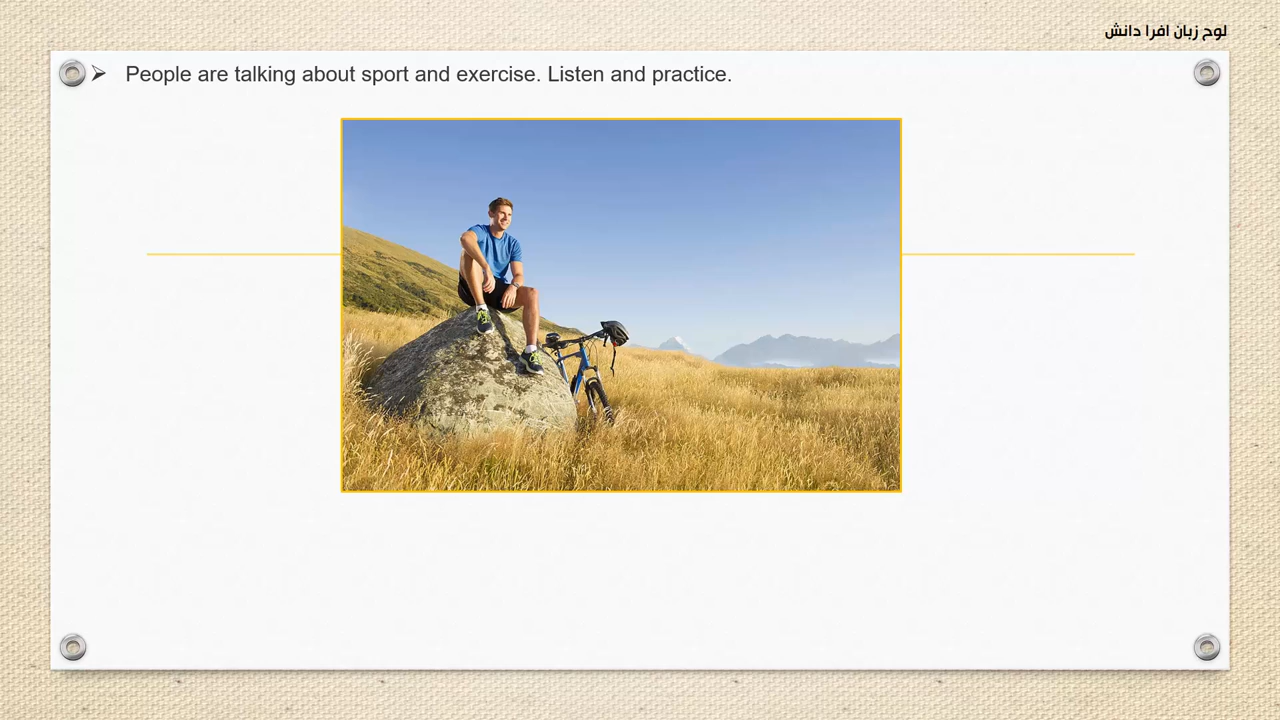 لوح زبان افرا دانش
People are talking about sport and exercise. Listen and practice.